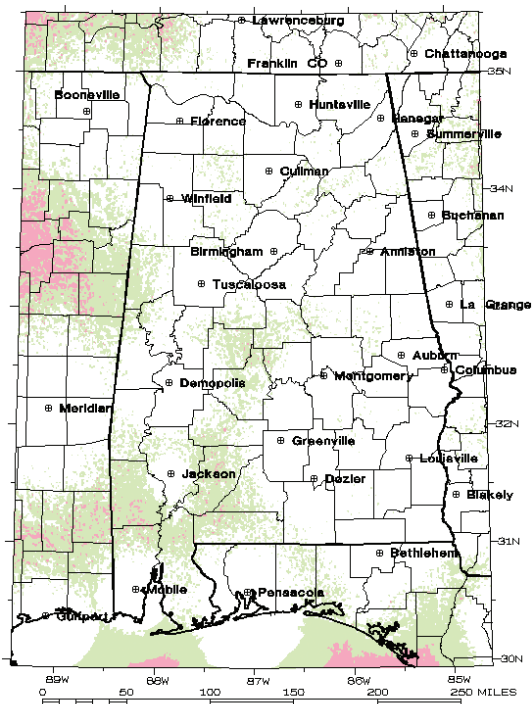 Lawrenceburg
Chattanooga
Franklin CO
35N
Booneville
Huntsville
Florence
Henegar
Summerville
Cullman
34N
Winfield
Buchanan
Birmingham
Anniston
Tuscaloosa
La Grange
Auburn
Columbus
Montgomery
Demopolis
Meridian
32N
Greenville
Louisville
Jackson
Dozier
Blakely
31N
Bethlehem
Mobile
Pensacola
Gulfport
30N
89W 88W 87W 86W 85W
0 50 100 150 200 250 MILES